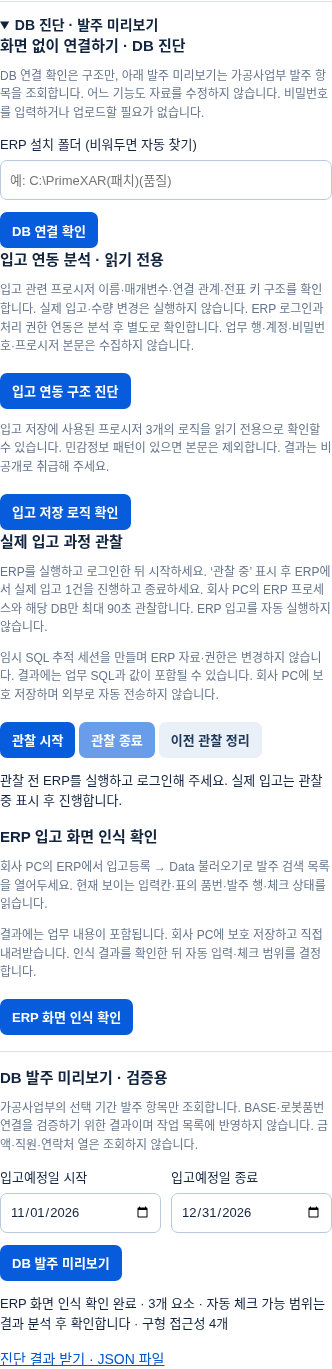 ▼ DB 진단 · 발주 미리보기
화면 없이 연결하기 · DB 진단
DB 연결 확인은 구조만, 아래 발주 미리보기는 가공사업부 발주 항
목을 조회합니다. 어느 기능도 자료를 수정하지 않습니다. 비밀번호
를 입력하거나 업로드할 필요가 없습니다.
ERP 설치 폴더 (비워두면 자동 찾기)
예: C:\PrimeXAR(패치)(품질)
DB 연결 확인
입고 연동 분석 · 읽기 전용
입고 관련 프로시저 이름·매개변수·연결 관계·전표 키 구조를 확인
합니다. 실제 입고·수량 변경은 실행하지 않습니다. ERP 로그인과
처리 권한 연동은 분석 후 별도로 확인합니다. 업무 행·계정·비밀번
호·프로시저 본문은 수집하지 않습니다.
입고 연동 구조 진단
입고 저장에 사용된 프로시저 3개의 로직을 읽기 전용으로 확인할
수 있습니다. 민감정보 패턴이 있으면 본문은 제외합니다. 결과는 비
공개로 취급해 주세요.
입고 저장 로직 확인
실제 입고 과정 관찰
ERP를 실행하고 로그인한 뒤 시작하세요. ‘관찰 중’ 표시 후 ERP에
서 실제 입고 1건을 진행하고 종료하세요. 회사 PC의 ERP 프로세
스와 해당 DB만 최대 90초 관찰합니다. ERP 입고를 자동 실행하지
않습니다.
임시 SQL 추적 세션을 만들며 ERP 자료·권한은 변경하지 않습니
다. 결과에는 업무 SQL과 값이 포함될 수 있습니다. 회사 PC에 보
호 저장하며 외부로 자동 전송하지 않습니다.
관찰 시작 관찰 종료 이전 관찰 정리
관찰 전 ERP를 실행하고 로그인해 주세요. 실제 입고는 관찰
중 표시 후 진행합니다.
ERP 입고 화면 인식 확인
회사 PC의 ERP에서 입고등록 → Data 불러오기로 발주 검색 목록
을 열어두세요. 현재 보이는 입력칸·표의 품번·발주 행·체크 상태를
읽습니다.
결과에는 업무 내용이 포함됩니다. 회사 PC에 보호 저장하고 직접
내려받습니다. 인식 결과를 확인한 뒤 자동 입력·체크 범위를 결정
합니다.
ERP 화면 인식 확인
DB 발주 미리보기 · 검증용
가공사업부의 선택 기간 발주 항목만 조회합니다. BASE·로봇품번
연결을 검증하기 위한 결과이며 작업 목록에 반영하지 않습니다. 금
액·직원·연락처 열은 조회하지 않습니다.
입고예정일 시작 입고예정일 종료
11/01/2026 12/31/2026
DB 발주 미리보기
ERP 화면 인식 확인 완료 · 3개 요소 · 자동 체크 가능 범위는
결과 분석 후 확인합니다 · 구형 접근성 4개
진단 결과 받기 · JSON 파일